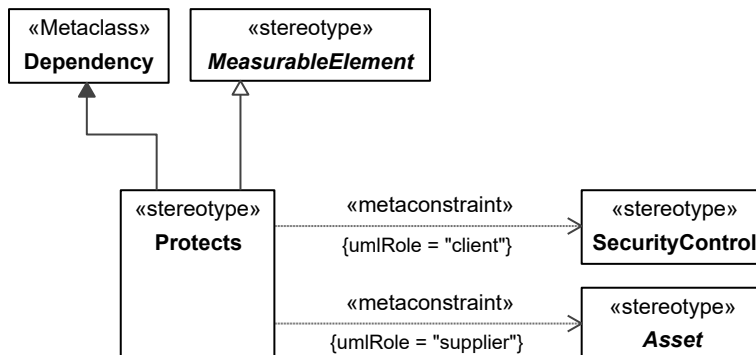 «Metaclass»
Dependency
«stereotype»
MeasurableElement
«stereotype»
Protects
«metaconstraint»
{umlRole = "client"}
«stereotype»
SecurityControl
«metaconstraint»
{umlRole = "supplier"}
«stereotype»
Asset